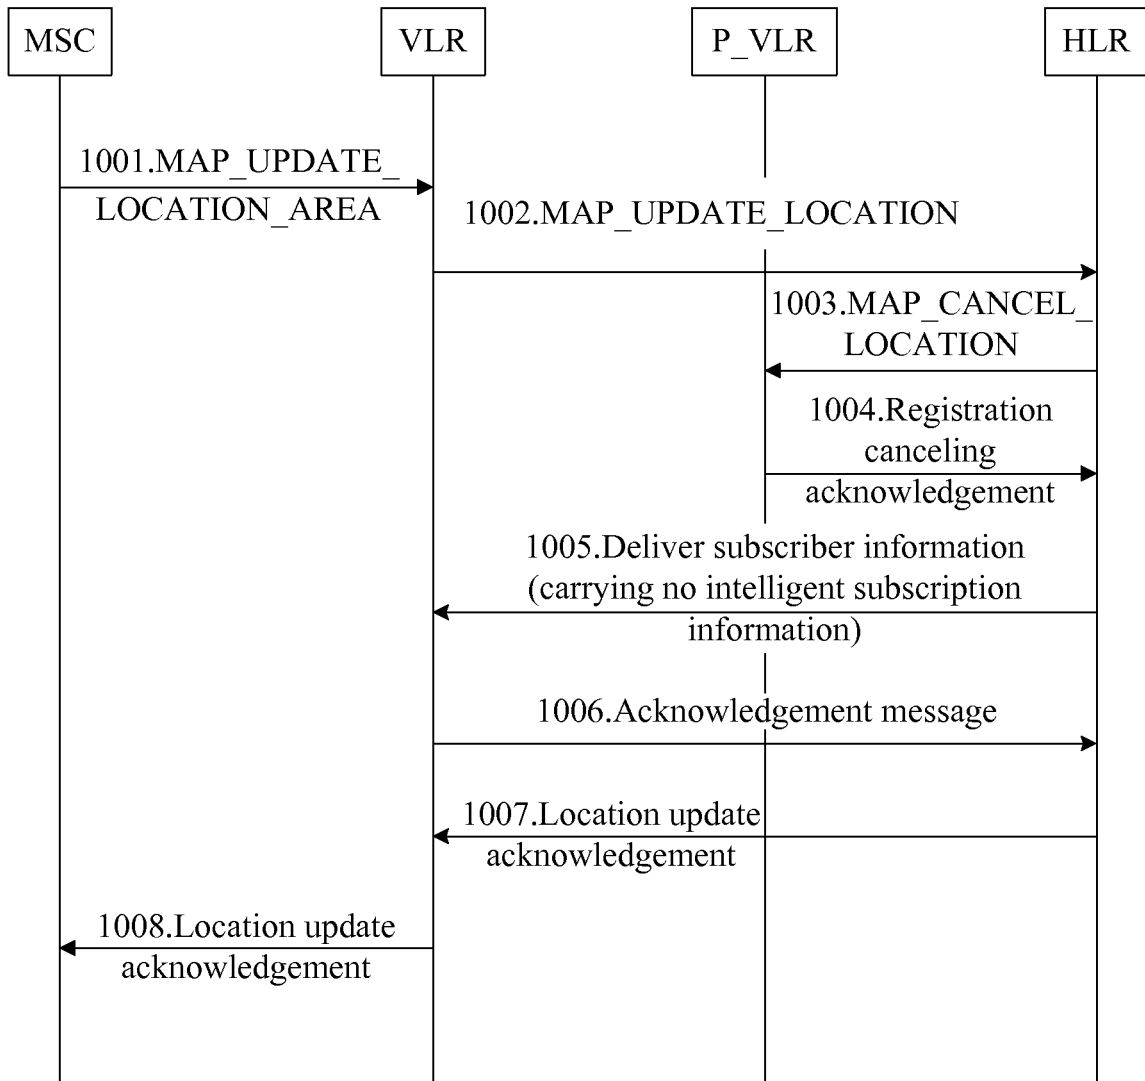 MSC
VLR
P_VLR
HLR
1001.MAP_UPDATE_
LOCATION_AREA
1002.MAP_UPDATE_LOCATION
1003.MAP_CANCEL_
LOCATION
1004.Registration
canceling
acknowledgement
1005.Deliver subscriber information
(carrying no intelligent subscription
information)
1006.Acknowledgement message
1007.Location update
acknowledgement
1008.Location update
acknowledgement